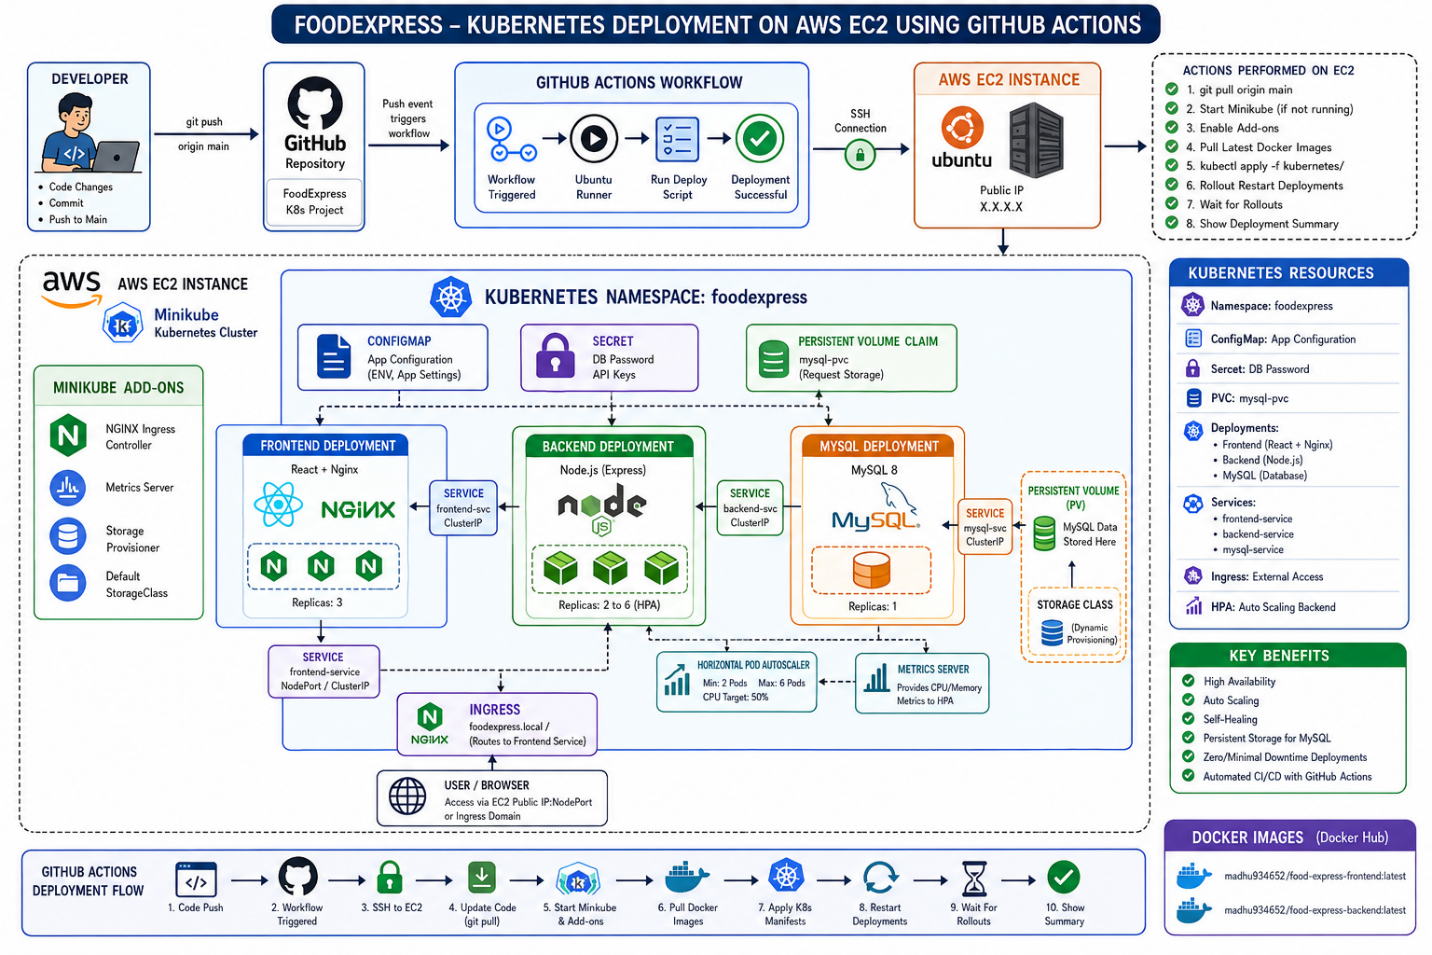 FOODEXPRESS – KUBERNETES DEPLOYMENT ON AWS EC2 USING GITHUB ACTIONS
DEVELOPER
</>
• Code Changes
• Commit
• Push to Main
git push
origin main
GitHub
Repository
FoodExpress
K8s Project
Push event
triggers
workflow
GITHUB ACTIONS WORKFLOW
Workflow
Triggered
Ubuntu
Runner
Run Deploy
Script
Deployment
Successful
SSH
Connection
AWS EC2 INSTANCE
ubuntu
Public IP
X.X.X.X
ACTIONS PERFORMED ON EC2
1. git pull origin main
2. Start Minikube (if not running)
3. Enable Add-ons
4. Pull Latest Docker Images
5. kubectl apply -f kubernetes/
6. Rollout Restart Deployments
7. Wait for Rollouts
8. Show Deployment Summary
aws
AWS EC2 INSTANCE
Minikube
Kubernetes Cluster
MINIKUBE ADD-ONS
N
NGINX Ingress
Controller
Metrics Server
Storage
Provisioner
Default
StorageClass
KUBERNETES NAMESPACE: foodexpress
CONFIGMAP
App Configuration
(ENV, App Settings)
SECRET
DB Password
API Keys
PERSISTENT VOLUME CLAIM
mysql-pvc
(Request Storage)
FRONTEND DEPLOYMENT
React + Nginx
NGiNX
N N N
Replicas: 3
SERVICE
frontend-svc
ClusterIP
BACKEND DEPLOYMENT
Node.js (Express)
node
JS
Replicas: 2 to 6 (HPA)
SERVICE
backend-svc
ClusterIP
MYSQL DEPLOYMENT
MySQL 8
MySQL
Replicas: 1
SERVICE
mysql-svc
ClusterIP
PERSISTENT VOLUME
(PV)
MySQL Data
Stored Here
STORAGE CLASS
(Dynamic
Provisioning)
SERVICE
frontend-service
NodePort / ClusterIP
HORIZONTAL POD AUTOSCALER
Min: 2 Pods Max: 6 Pods
CPU Target: 50%
METRICS SERVER
Provides CPU/Memory
Metrics to HPA
N
NGiNX
INGRESS
foodexpress.local /
(Routes to Frontend Service)
USER / BROWSER
Access via EC2 Public IP:NodePort
or Ingress Domain
KUBERNETES RESOURCES
Namespace: foodexpress
ConfigMap: App Configuration
Sercet: DB Password
PVC: mysql-pvc
Deployments:
• Frontend (React + Nginx)
• Backend (Node.js)
• MySQL (Database)
Services:
• frontend-service
• backend-service
• mysql-service
Ingress: External Access
HPA: Auto Scaling Backend
KEY BENEFITS
High Availability
Auto Scaling
Self-Healing
Persistent Storage for MySQL
Zero/Minimal Downtime Deployments
Automated CI/CD with GitHub Actions
DOCKER IMAGES (Docker Hub)
madhu934652/food-express-frontend:latest
madhu934652/food-express-backend:latest
GITHUB ACTIONS
DEPLOYMENT FLOW
</>
1. Code Push
2. Workflow
Triggered
3. SSH to EC2
4. Update Code
(git pull)
5. Start Minikube
& Add-ons
6. Pull Docker
Images
7. Apply K8s
Manifests
8. Restart
Deployments
9. Wait For
Rollouts
10. Show
Summary